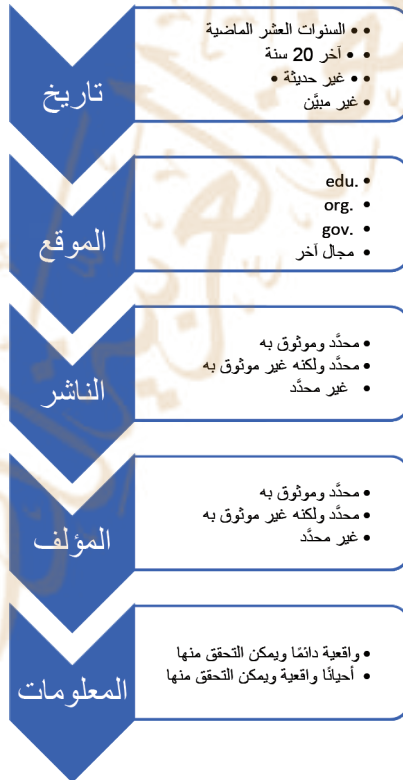 تاريخ
• • السنوات العشر الماضية
• • آخر 20 سنة
• • غير حديثة •
• غير مبيَّن
الموقع
• .edu
• .org
• .gov
• مجال آخر
الناشر
• محدَّد وموثوق به
• محدَّد ولكنه غير موثوق به
• غير محدَّد
المؤلف
• محدَّد وموثوق به
• محدَّد ولكنه غير موثوق به
• غير محدَّد
المعلومات
• واقعية دائمًا ويمكن التحقق منها
• أحيانًا واقعية ويمكن التحقق منها